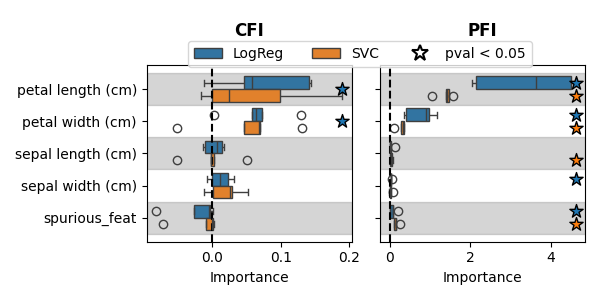 CFI PFI
LogReg SVC pval < 0.05
petal length (cm)
petal width (cm)
sepal length (cm)
sepal width (cm)
spurious_feat
0.0 0.1 0.2 0 2 4
Importance Importance